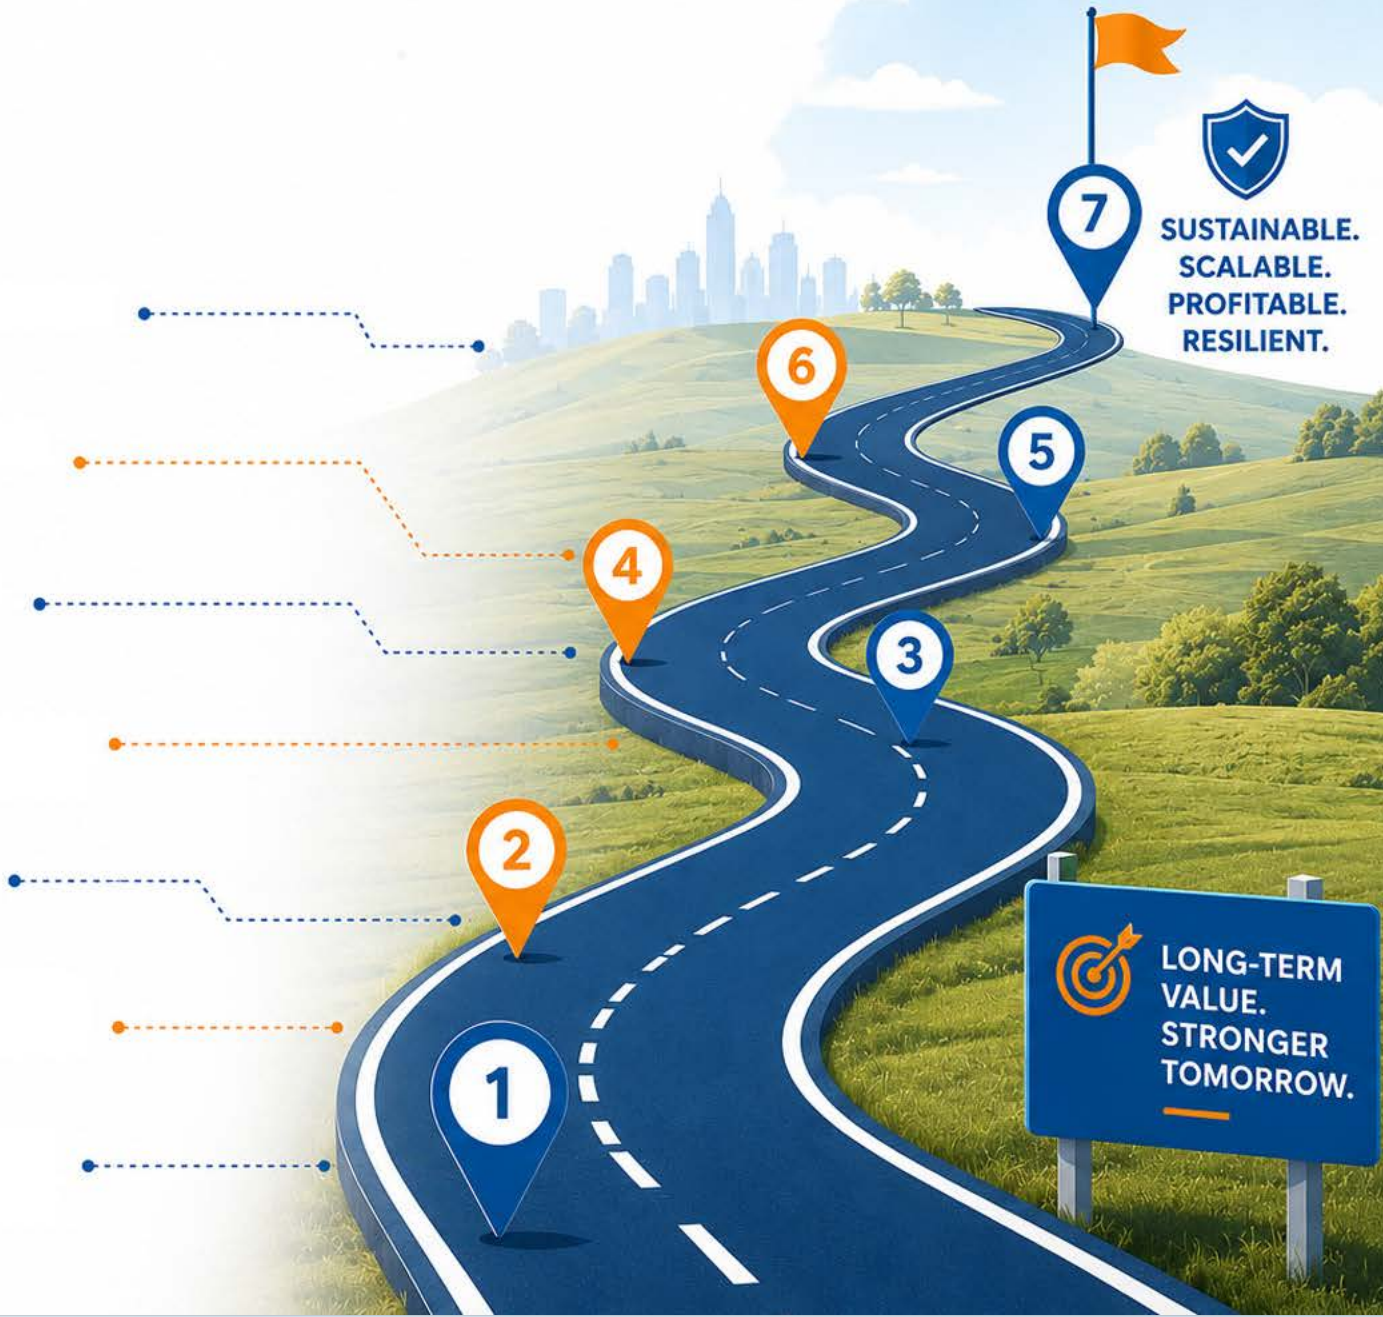 7
SUSTAINABLE.
SCALABLE.
PROFITABLE.
RESILIENT.
6
5
4
3
2
1
LONG-TERM
VALUE.
STRONGER
TOMORROW.